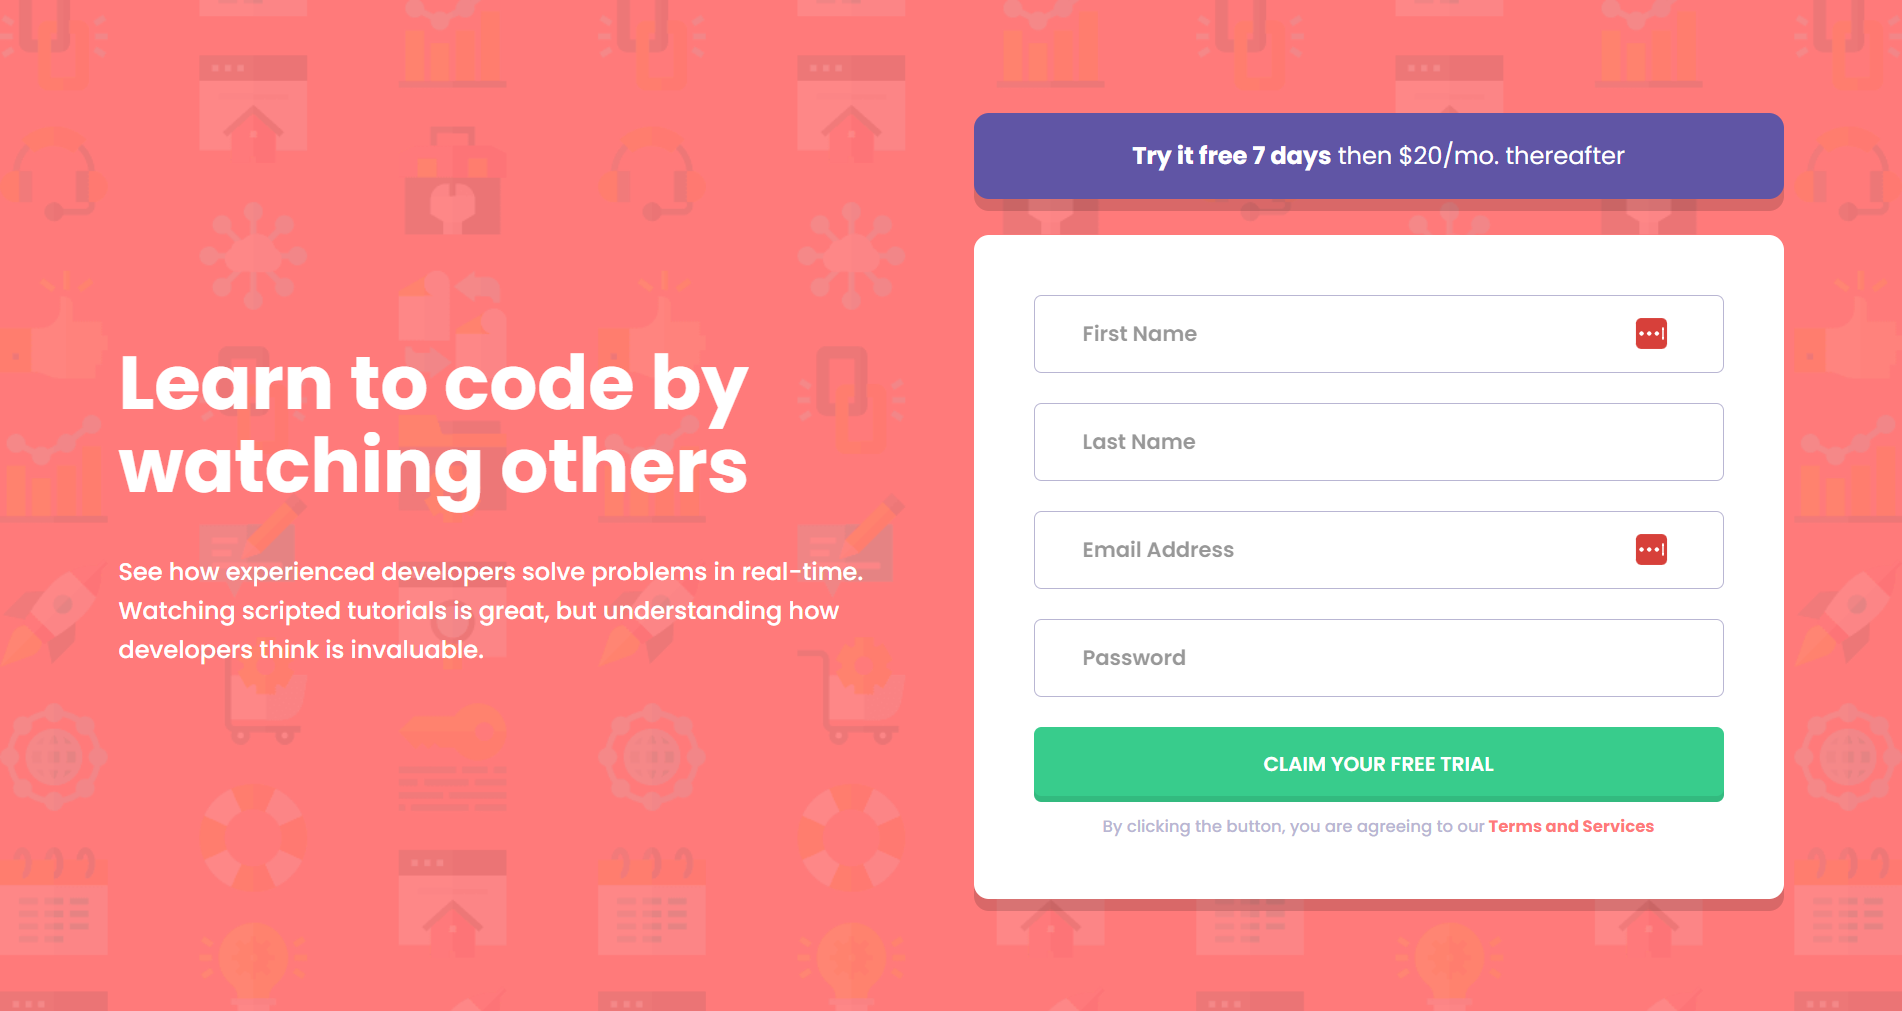 Learn to code by
watching others
See how experienced developers solve problems in real-time.
Watching scripted tutorials is great, but understanding how
developers think is invaluable.
Try it free 7 days then $20/mo. thereafter
First Name
Last Name
Email Address
Password
CLAIM YOUR FREE TRIAL
By clicking the button, you are agreeing to our Terms and Services